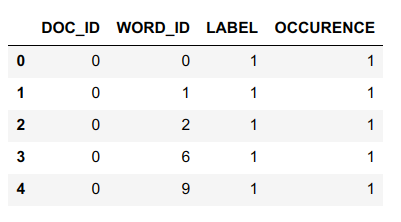 DOC_ID WORD_ID LABEL OCCURENCE
0 0 0 1 1
1 0 1 1 1
2 0 2 1 1
3 0 6 1 1
4 0 9 1 1